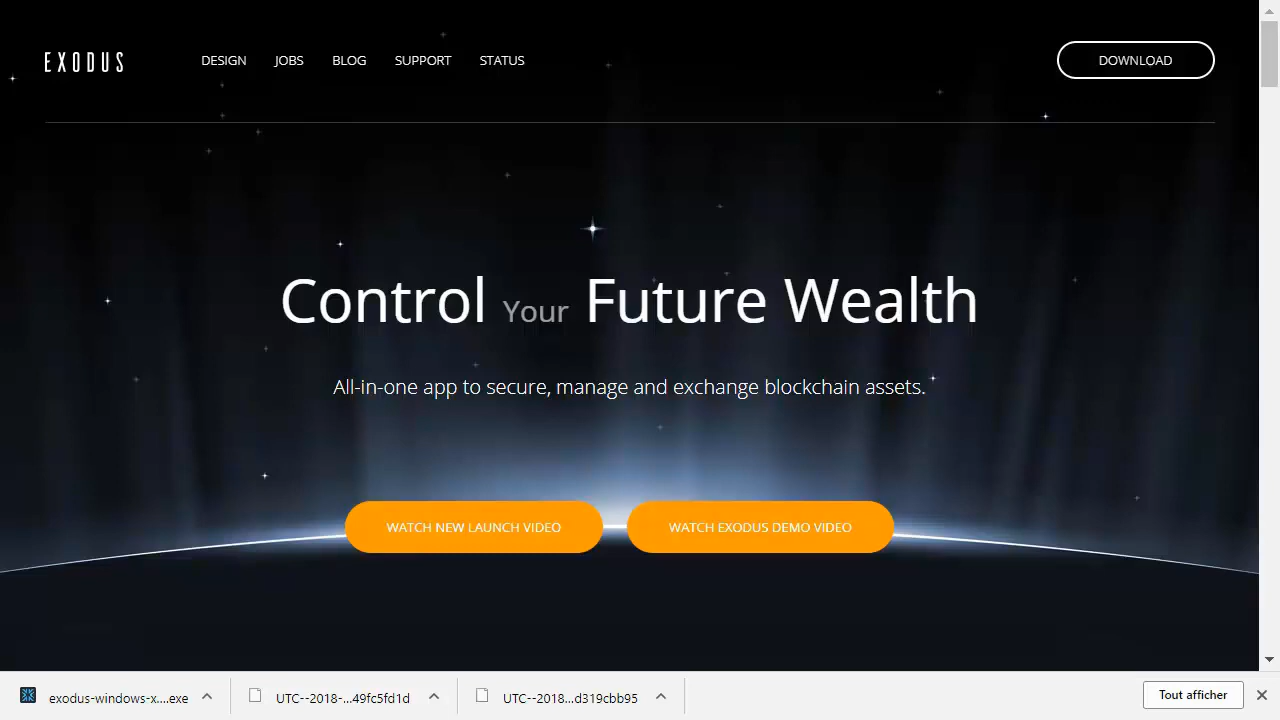 EXODUS DESIGN JOBS BLOG SUPPORT STATUS DOWNLOAD
Control Your Future Wealth
All-in-one app to secure, manage and exchange blockchain assets.
WATCH NEW LAUNCH VIDEO WATCH EXODUS DEMO VIDEO
exodus-windows-x....exe UTC--2018-...49fc5fd1d UTC--2018...d319cbb95 Tout afficher